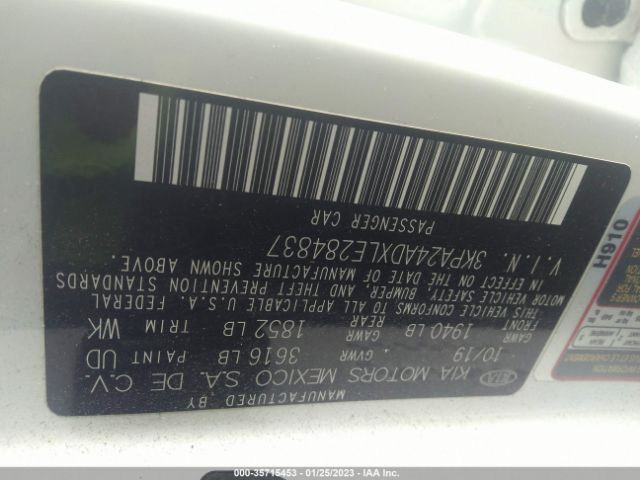 MANUFACTURED BY
KIA KIA MOTORS MEXICO S.A. DE C.V.
10/19 GVWR 3616 LB PAINT UD
GAWR FRONT 1940 LB GAWR REAR 1852 LB TRIM WK
"THIS VEHICLE CONFORMS TO ALL APPLICABLE U.S.A. FEDERAL
MOTOR VEHICLE SAFETY, BUMPER, AND THEFT PREVENTION STANDARDS
IN EFFECT ON THE DATE OF MANUFACTURE SHOWN ABOVE.
V.I.N. 3KPA24ADXLE284837
PASSENGER CAR
H910
000-35715453 - 01/25/2023 - IAA Inc.